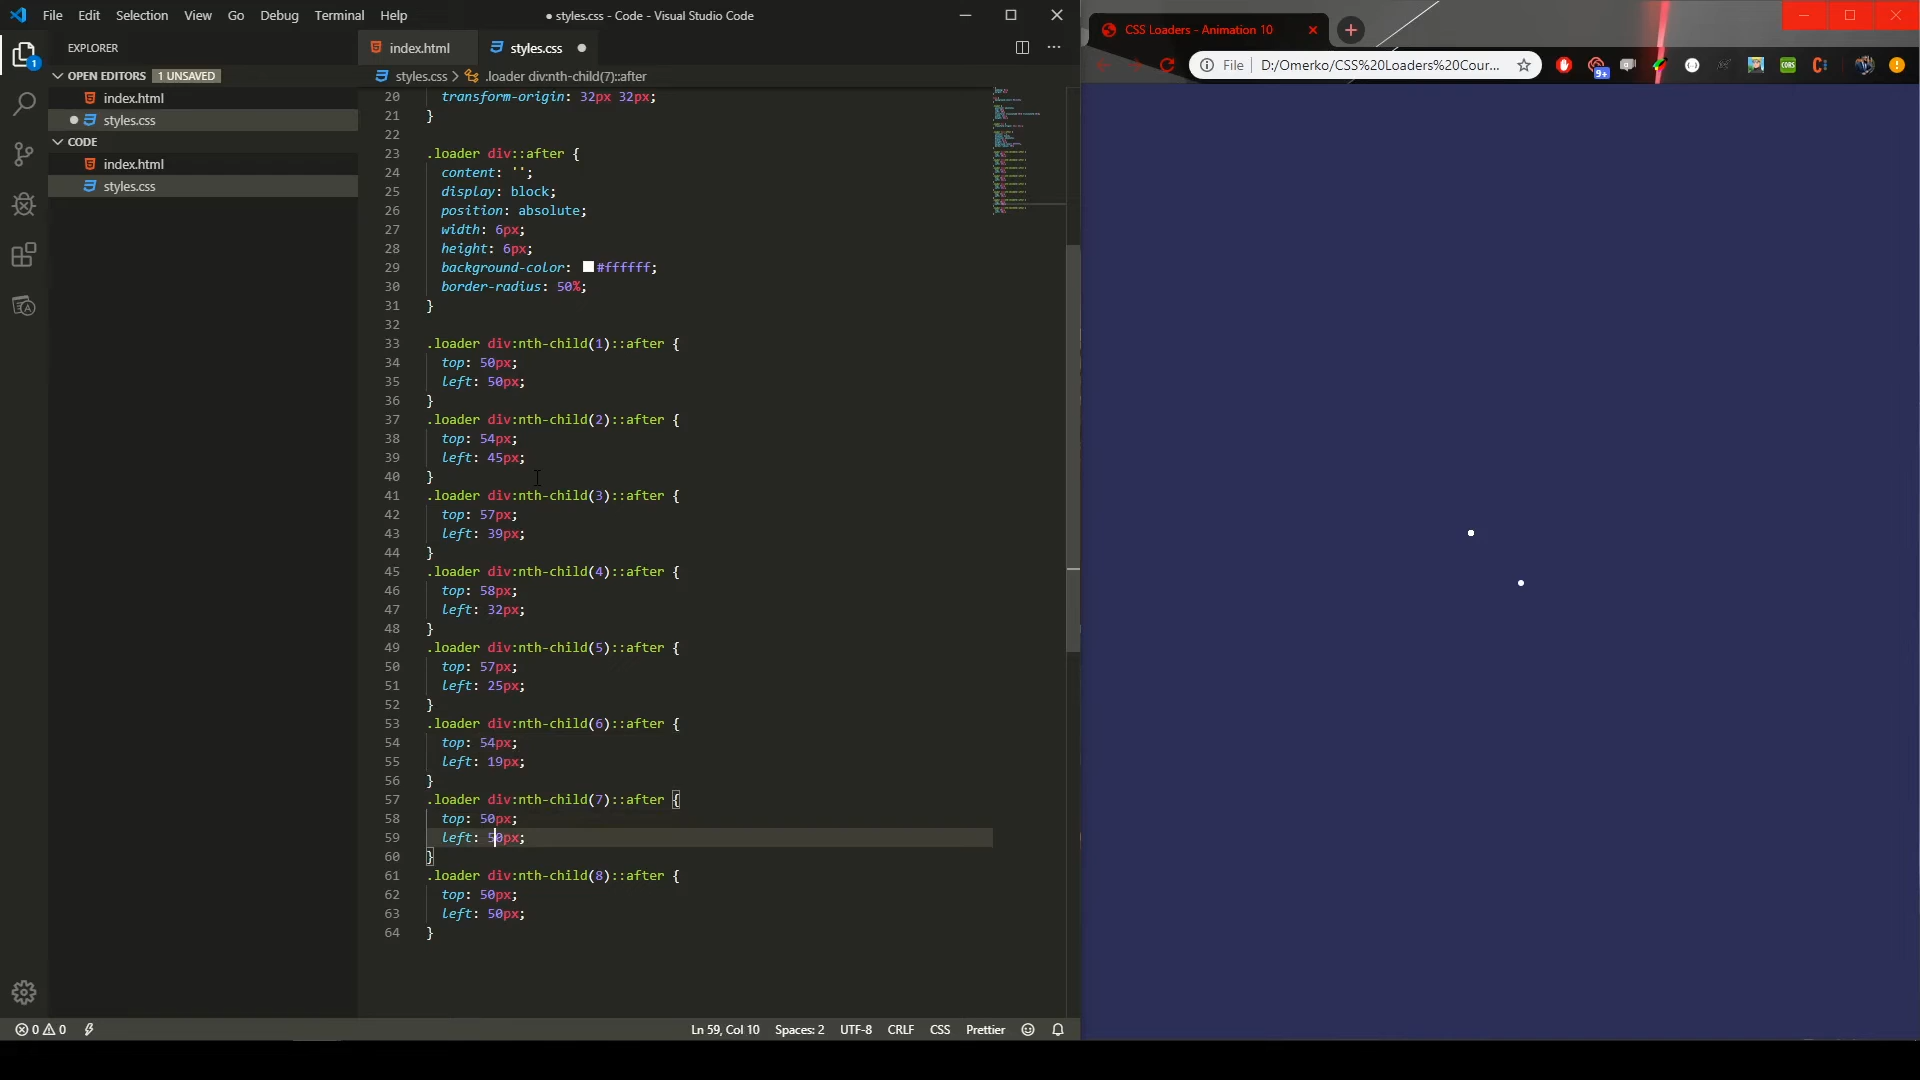 File Edit Selection View Go Debug Terminal Help
● styles.css - Code - Visual Studio Code
EXPLORER
OPEN EDITORS 1 UNSAVED
index.html
styles.css
CODE
index.html
styles.css
1
index.html
styles.css
styles.css > .loader div:nth-child(7)::after
20 transform-origin: 32px 32px;
21 }
22
23 .loader div::after {
24 content: '';
25 display: block;
26 position: absolute;
27 width: 6px;
28 height: 6px;
29 background-color: #ffffff;
30 border-radius: 50%;
31 }
32
33 .loader div:nth-child(1)::after {
34 top: 50px;
35 left: 50px;
36 }
37 .loader div:nth-child(2)::after {
38 top: 54px;
39 left: 45px;
40 }
41 .loader div:nth-child(3)::after {
42 top: 57px;
43 left: 39px;
44 }
45 .loader div:nth-child(4)::after {
46 top: 58px;
47 left: 32px;
48 }
49 .loader div:nth-child(5)::after {
50 top: 57px;
51 left: 25px;
52 }
53 .loader div:nth-child(6)::after {
54 top: 54px;
55 left: 19px;
56 }
57 .loader div:nth-child(7)::after {
58 top: 50px;
59 left: 50px;
60 }
61 .loader div:nth-child(8)::after {
62 top: 50px;
63 left: 50px;
64 }
0 0
Ln 59, Col 10 Spaces: 2 UTF-8 CRLF CSS Prettier
CSS Loaders - Animation 10
File D:/Omerko/CSS%20Loaders%20Cour...
9+
CORS